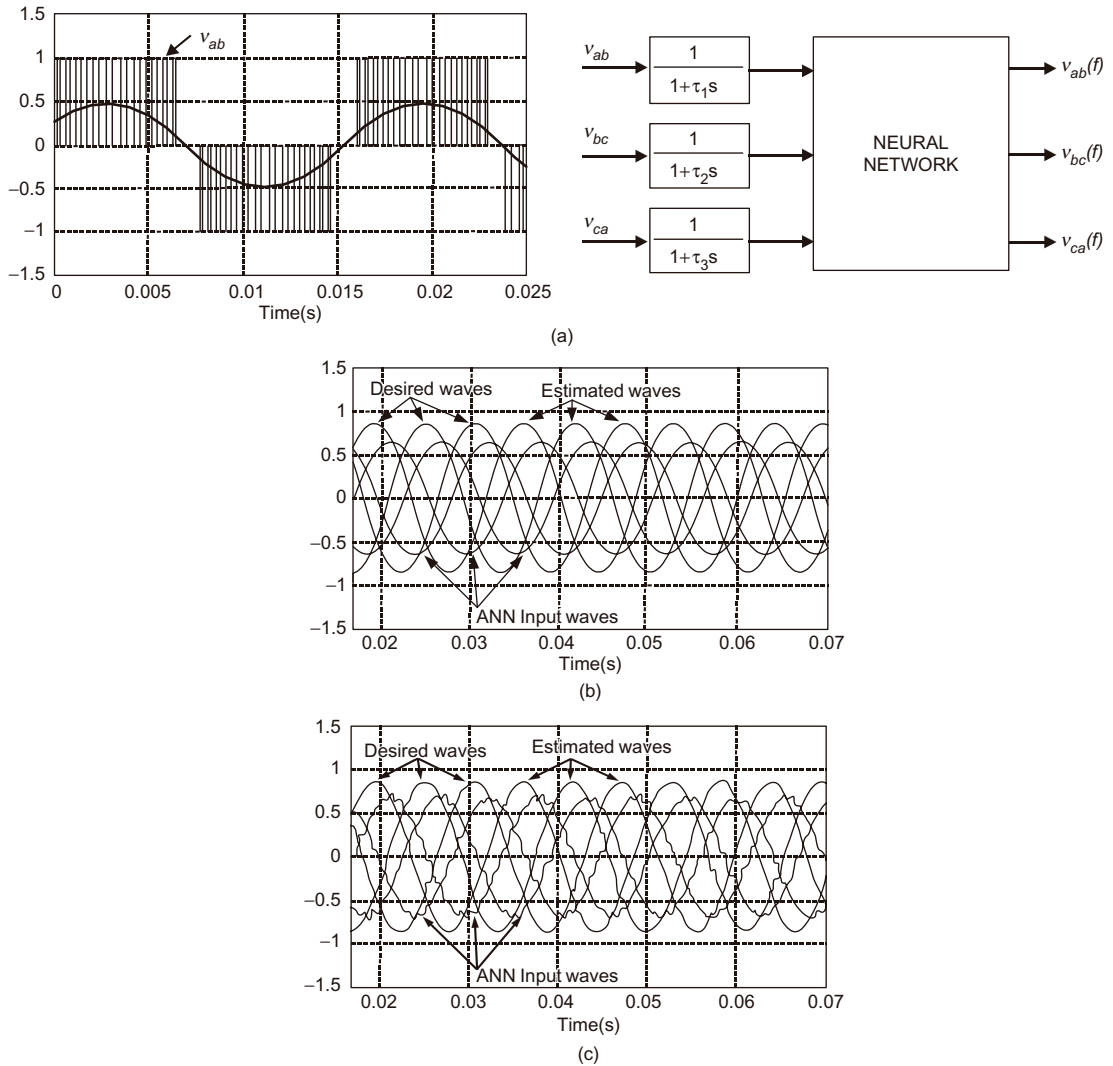 1.5
1
0.5
0
−0.5
−1
−1.5
v_ab
0 0.005 0.01 0.015 0.02 0.025
Time(s)
v_ab 1 / 1+τ₁s v_ab(f)
v_bc 1 / 1+τ₂s v_bc(f)
v_ca 1 / 1+τ₃s v_ca(f)
NEURAL
NETWORK
(a)
1.5
1
0.5
0
−0.5
−1
−1.5
Desired waves Estimated waves
ANN Input waves
0.02 0.03 0.04 0.05 0.06 0.07
Time(s)
(b)
1.5
1
0.5
0
−0.5
−1
−1.5
Desired waves Estimated waves
ANN Input waves
0.02 0.03 0.04 0.05 0.06 0.07
Time(s)
(c)